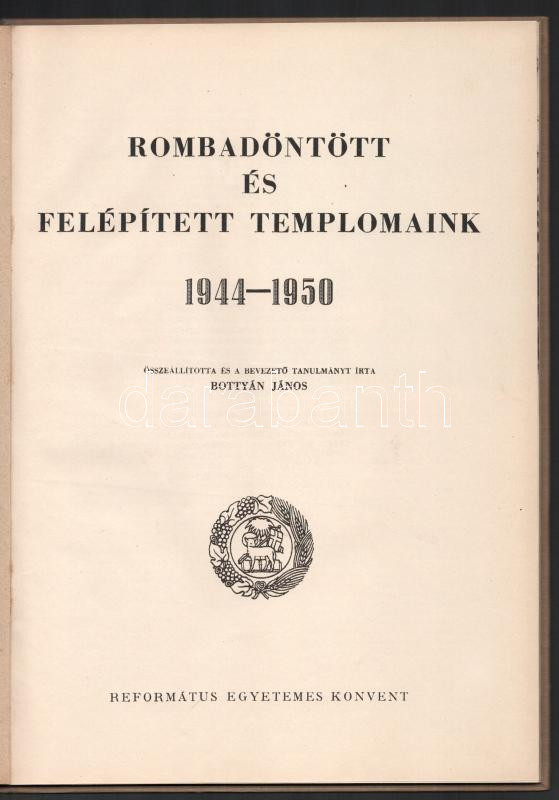 ROMBADÖNTÖTT
ÉS
FELÉPÍTETT TEMPLOMAINK
1944—1950
ÖSSZEÁLLÍTOTTA ÉS A BEVEZETŐ TANULMÁNYT ÍRTA
BOTTYÁN JÁNOS
darabanth
REFORMÁTUS EGYETEMES KONVENT